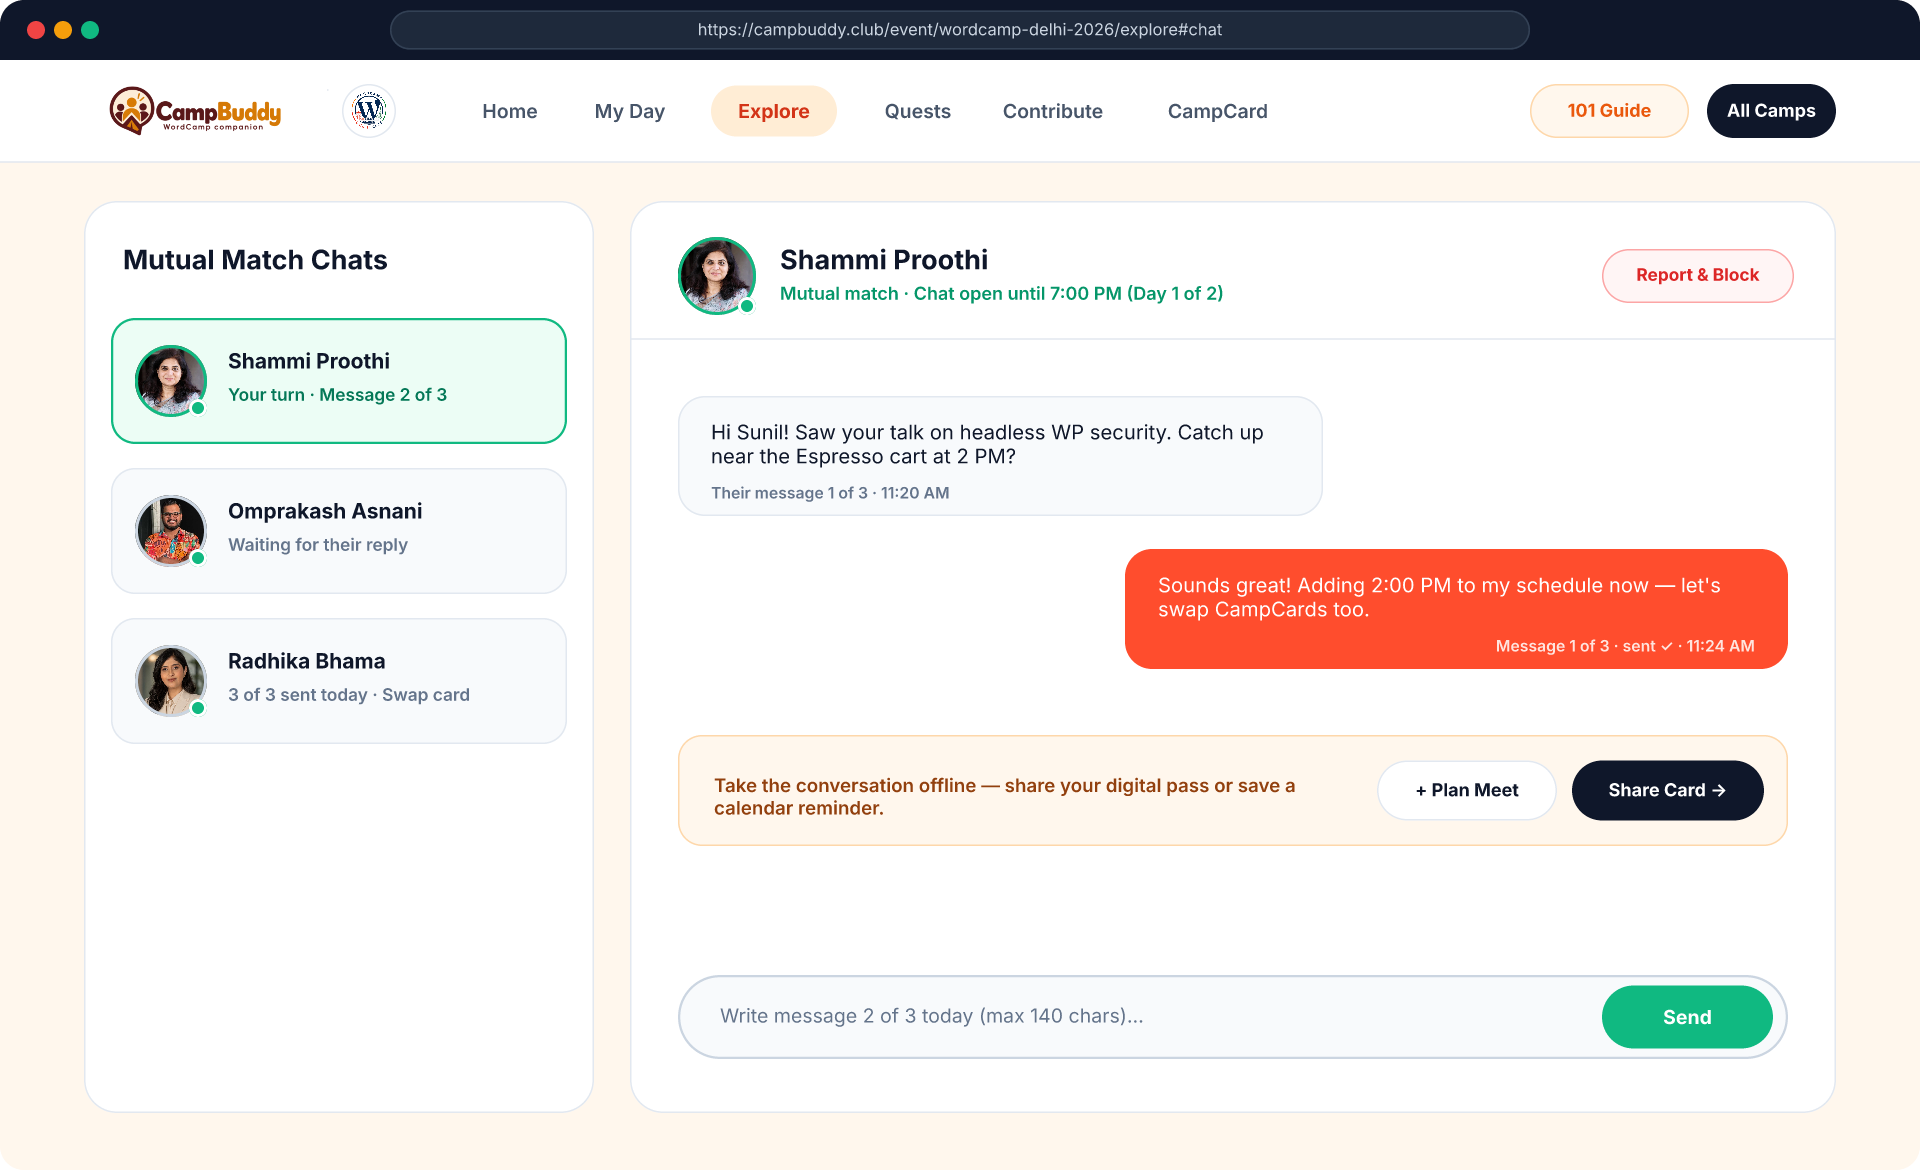 https://campbuddy.club/event/wordcamp-delhi-2026/explore#chat
CampBuddy
WordCamp companion
W
Home
My Day
Explore
Quests
Contribute
CampCard
101 Guide
All Camps
Mutual Match Chats
Shammi Proothi
Your turn · Message 2 of 3
Omprakash Asnani
Waiting for their reply
Radhika Bhama
3 of 3 sent today · Swap card
Shammi Proothi
Mutual match · Chat open until 7:00 PM (Day 1 of 2)
Report & Block
Hi Sunil! Saw your talk on headless WP security. Catch up
near the Espresso cart at 2 PM?
Their message 1 of 3 · 11:20 AM
Sounds great! Adding 2:00 PM to my schedule now — let's
swap CampCards too.
Message 1 of 3 · sent ✓ · 11:24 AM
Take the conversation offline — share your digital pass or save a
calendar reminder.
+ Plan Meet
Share Card →
Write message 2 of 3 today (max 140 chars)...
Send